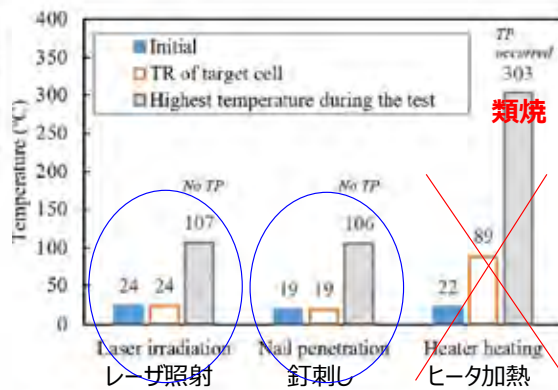 400
350
300
250
200
150
100
50
0
Temperature (°C)
Initial
TR of target cell
Highest temperature during the test
TP
occurred
303
類焼
No TP
107
24
24
No TP
106
19
19
89
22
Laser irradiation
Nail penetration
Heater heating
レーザ照射
釘刺し
ヒータ加熱